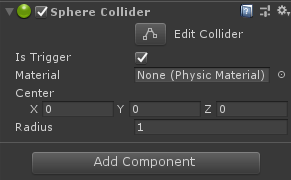 Sphere Collider
Edit Collider
Is Trigger
Material None (Physic Material)
Center
X 0 Y 0 Z 0
Radius 1
Add Component